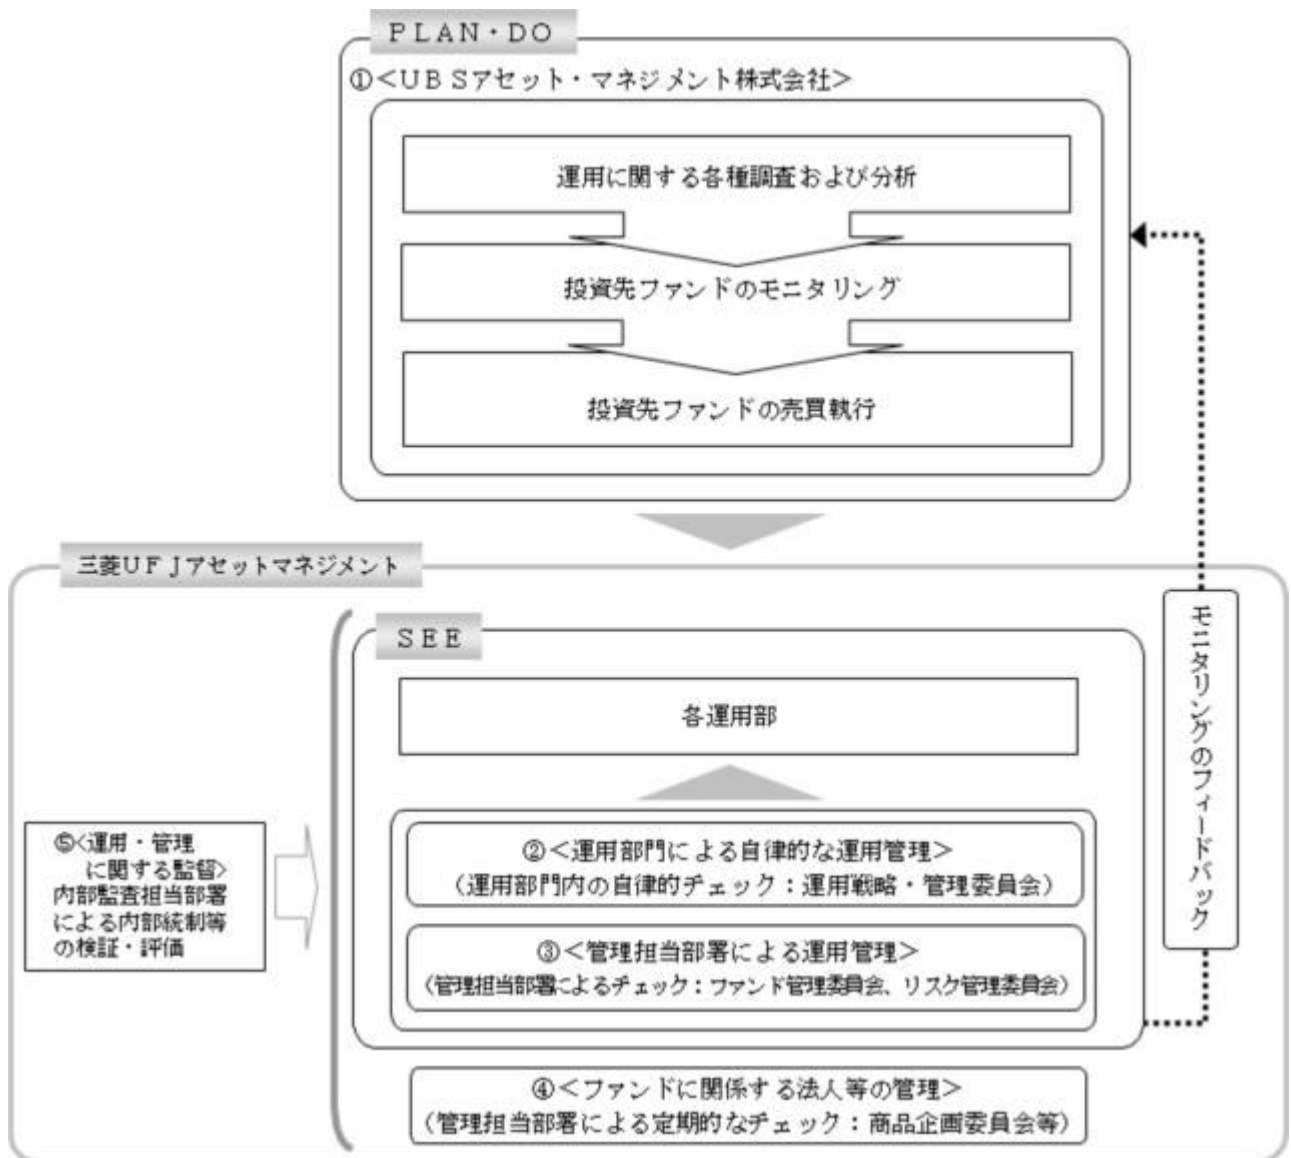 ＰＬＡＮ・ＤＯ
①＜ＵＢＳアセット・マネジメント株式会社＞
運用に関する各種調査および分析
投資先ファンドのモニタリング
投資先ファンドの売買執行
三菱ＵＦＪアセットマネジメント
ＳＥＥ
各運用部
②＜運用部門による自律的な運用管理＞
（運用部門内の自律的チェック：運用戦略・管理委員会）
③＜管理担当部署による運用管理＞
（管理担当部署によるチェック：ファンド管理委員会、リスク管理委員会）
④＜ファンドに関係する法人等の管理＞
（管理担当部署による定期的なチェック：商品企画委員会等）
⑤＜運用・管理
に関する監督＞
内部監査担当部署
による内部統制等
の検証・評価
モニタリングのフィードバック